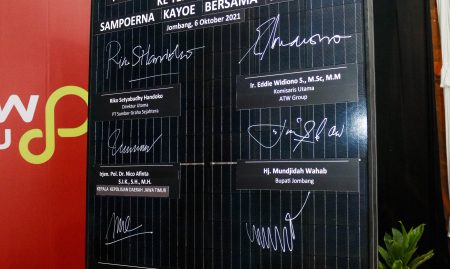 SAMPOERNA KAYOE BERSAMA
Jombang, 6 Oktober 2021
Rika Setyabudhy Handoko
Direktur Utama
PT Sumber Graha Sejahtera
Ir. Eddie Widiono S., M.Sc, M.M
Komisaris Utama
ATW Group
Irjen. Pol. Dr. Nico Afinta
S.I.K., S.H., M.H.
KEPALA KEPOLISIAN DAERAH JAWA TIMUR
Hj. Mundjidah Wahab
Bupati Jombang